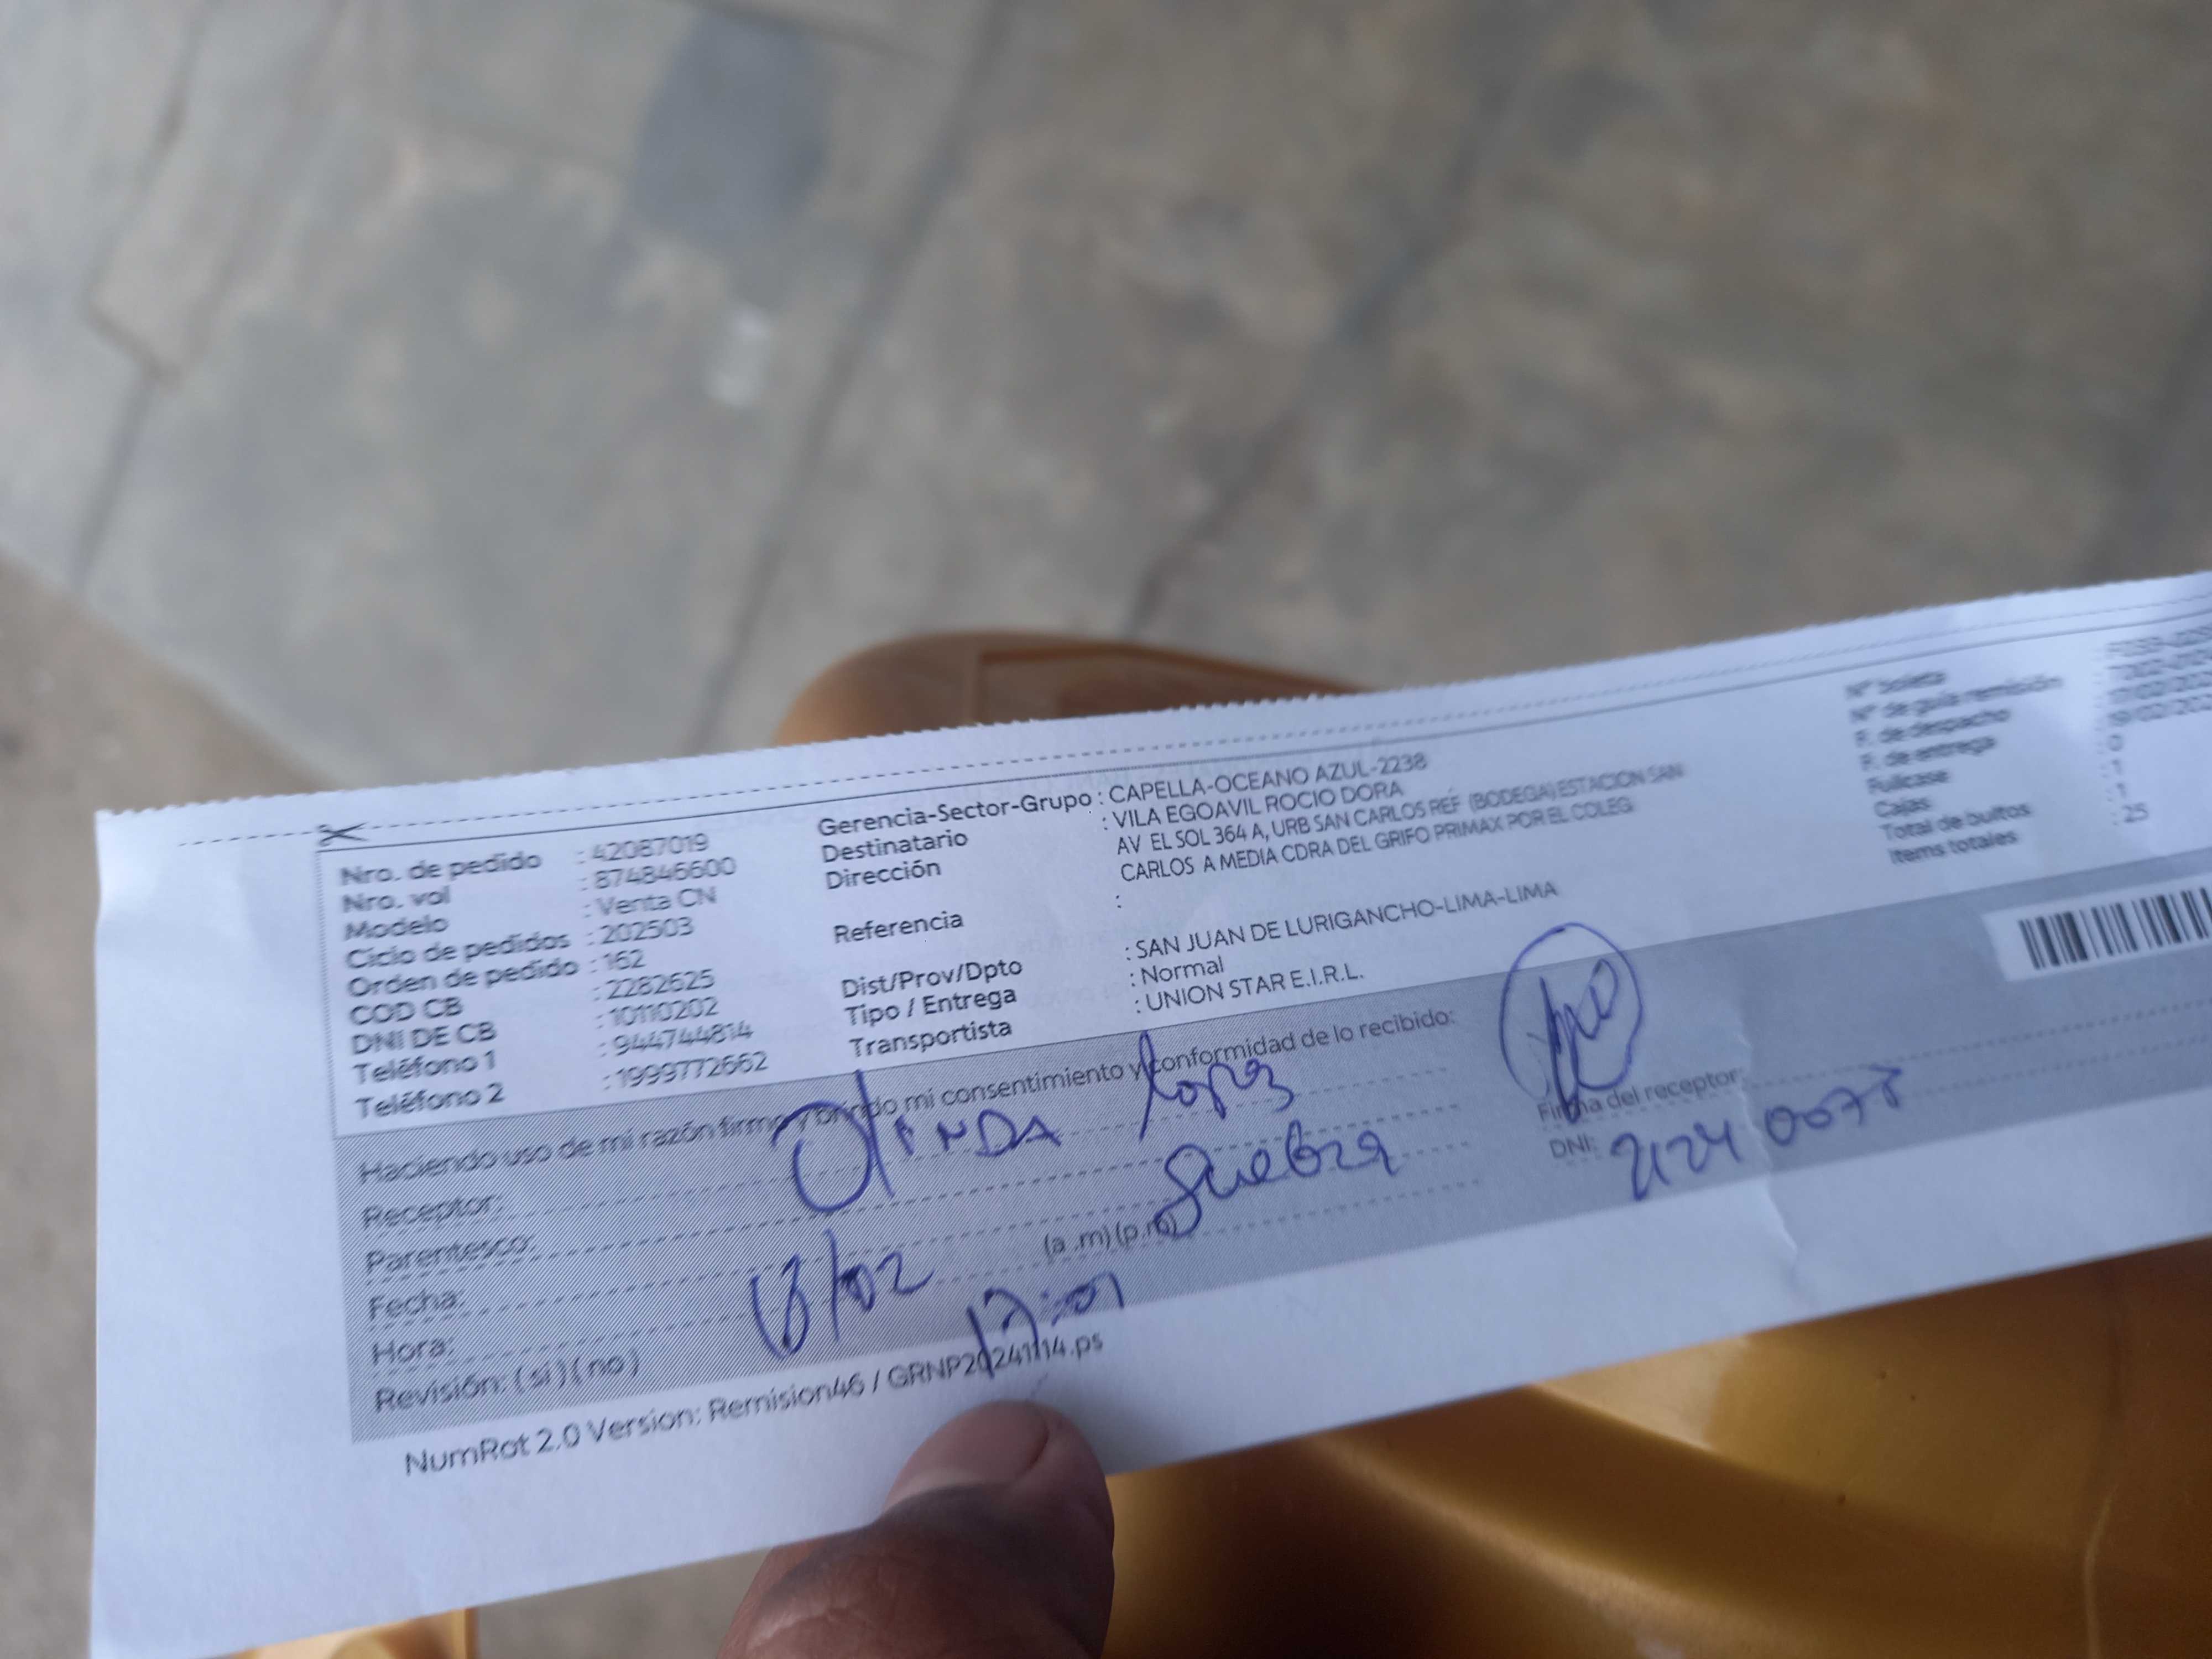 Nro. de pedido : 42087019
Nro. vol : 874846600
Modelo : Venta CN
Ciclo de pedidos : 202503
Orden de pedido : 162
COD CB : 2282625
DNI DE CB : 10110202
Teléfono 1 : 944744814
Teléfono 2 : 1999772662
Gerencia-Sector-Grupo : CAPELLA-OCEANO AZUL-2238
Destinatario : VILA EGOAVIL ROCIO DORA
Dirección AV EL SOL 364 A, URB SAN CARLOS REF (BODEGA) ESTACION SAN
CARLOS A MEDIA CDRA DEL GRIFO PRIMAX POR EL COLEG
Referencia :
Dist/Prov/Dpto : SAN JUAN DE LURIGANCHO-LIMA-LIMA
Tipo / Entrega : Normal
Transportista : UNION STAR E.I.R.L.
N° boleta
N° de guía remisión
F. de despacho
F. de entrega
Fullcase : 0
Cajas : 1
Total de bultos : 1
Items totales : 25
Haciendo uso de mi razón firmo y brindo mi consentimiento y conformidad de lo recibido:
Receptor: OlINDA lopez
Parentesco:
Fecha: 18/02
Hora: (a .m) (p.m)
Revisión: ( si ) ( no )
Firma del receptor:
DNI:
NumRot 2.0 Version: Remision46 / GRNP20241114.ps